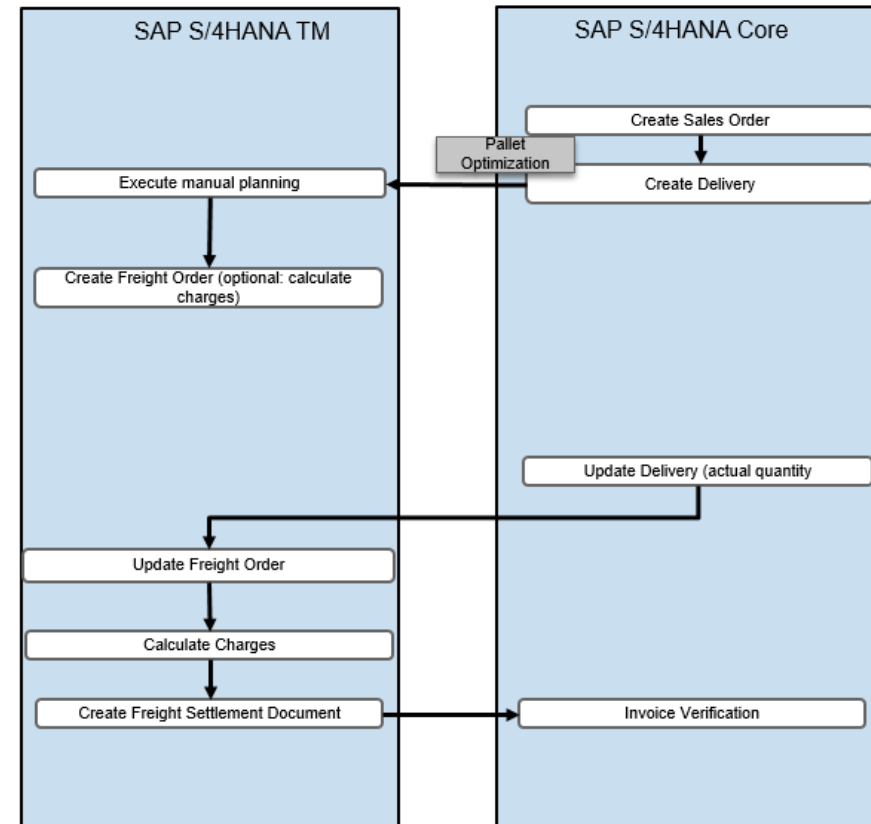 SAP S/4HANA TM
SAP S/4HANA Core
Create Sales Order
Pallet
Optimization
Execute manual planning
Create Delivery
Create Freight Order (optional: calculate
charges)
Update Delivery (actual quantity
Update Freight Order
Calculate Charges
Create Freight Settlement Document
Invoice Verification